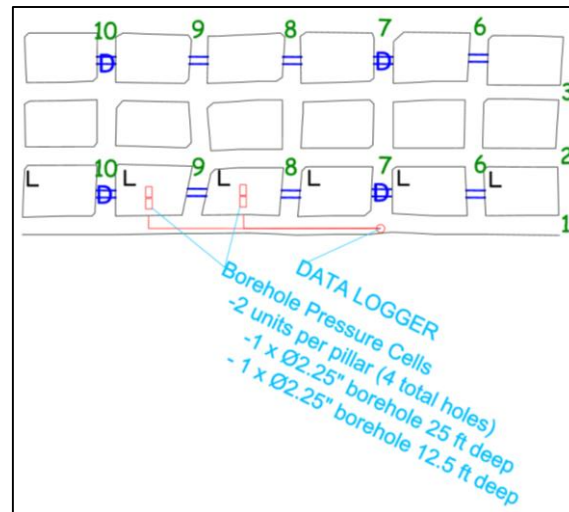 10 9 8 7 6
D D
3
2
10 9 8 7 6
L L L L L L
D D
1
DATA LOGGER
Borehole Pressure Cells
-2 units per pillar (4 total holes)
-1 x Ø2.25" borehole 25 ft deep
- 1 x Ø2.25" borehole 12.5 ft deep